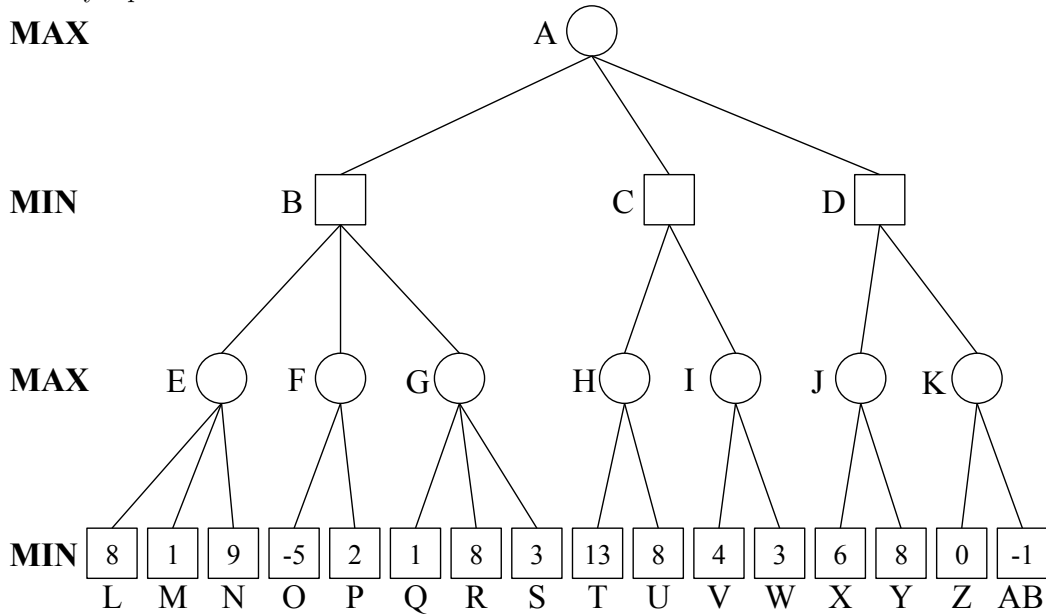 MAX A
MIN B C D
MAX E F G H I J K
MIN 8 1 9 -5 2 1 8 3 13 8 4 3 6 8 0 -1
L M N O P Q R S T U V W X Y Z AB